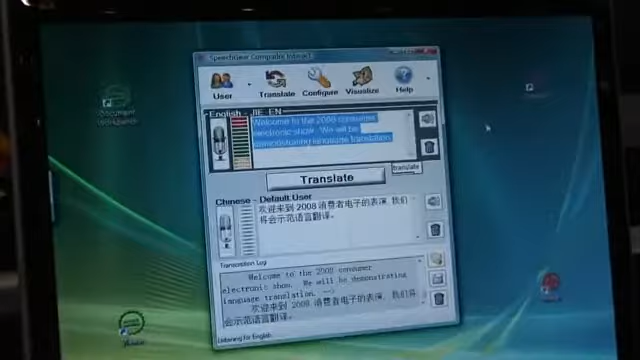 User
Translate
Configure
Visualize
Help
English - JIE_EN
Welcome to the 2008 consumer
electronic show. We will be
demonstrating language translation.
translate
Translate
Chinese - Default User
欢迎来到 2008 消费者电子的表演. 我们
将会示范语言翻译.
Transcription Log
Welcome to the 2008 consumer
electronic show. We will be demonstrating
language translation. -->
欢迎来到 2008 消费者电子的表演. 我们将
会示范语言翻译.
Listening for English